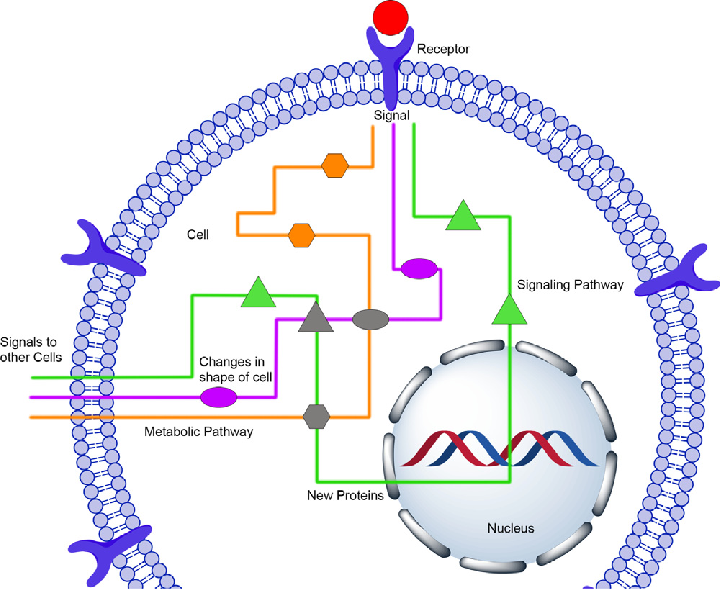 Receptor
Signal
Cell
Signaling Pathway
Signals to
other Cells
Changes in
shape of cell
Metabolic Pathway
New Proteins
Nucleus